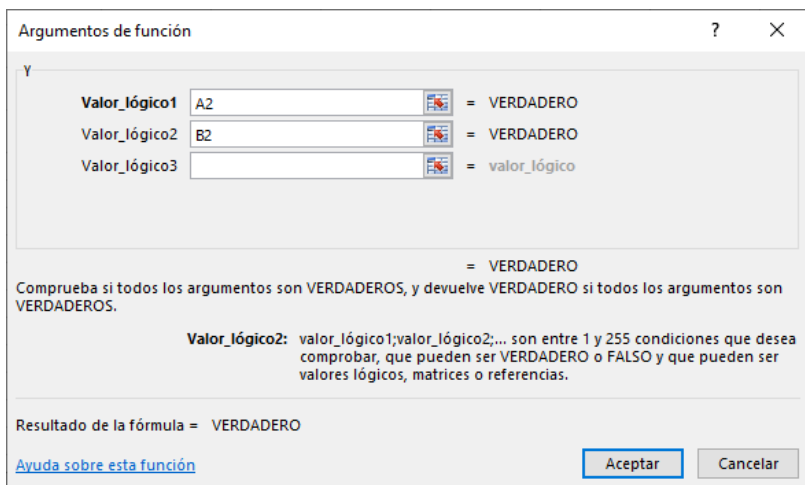 Argumentos de función ? ×
Y
Valor_lógico1 A2 = VERDADERO
Valor_lógico2 B2 = VERDADERO
Valor_lógico3 = valor_lógico
= VERDADERO
Comprueba si todos los argumentos son VERDADEROS, y devuelve VERDADERO si todos los argumentos son
VERDADEROS.
Valor_lógico2: valor_lógico1;valor_lógico2;... son entre 1 y 255 condiciones que desea
comprobar, que pueden ser VERDADERO o FALSO y que pueden ser
valores lógicos, matrices o referencias.
Resultado de la fórmula = VERDADERO
Ayuda sobre esta función Aceptar Cancelar